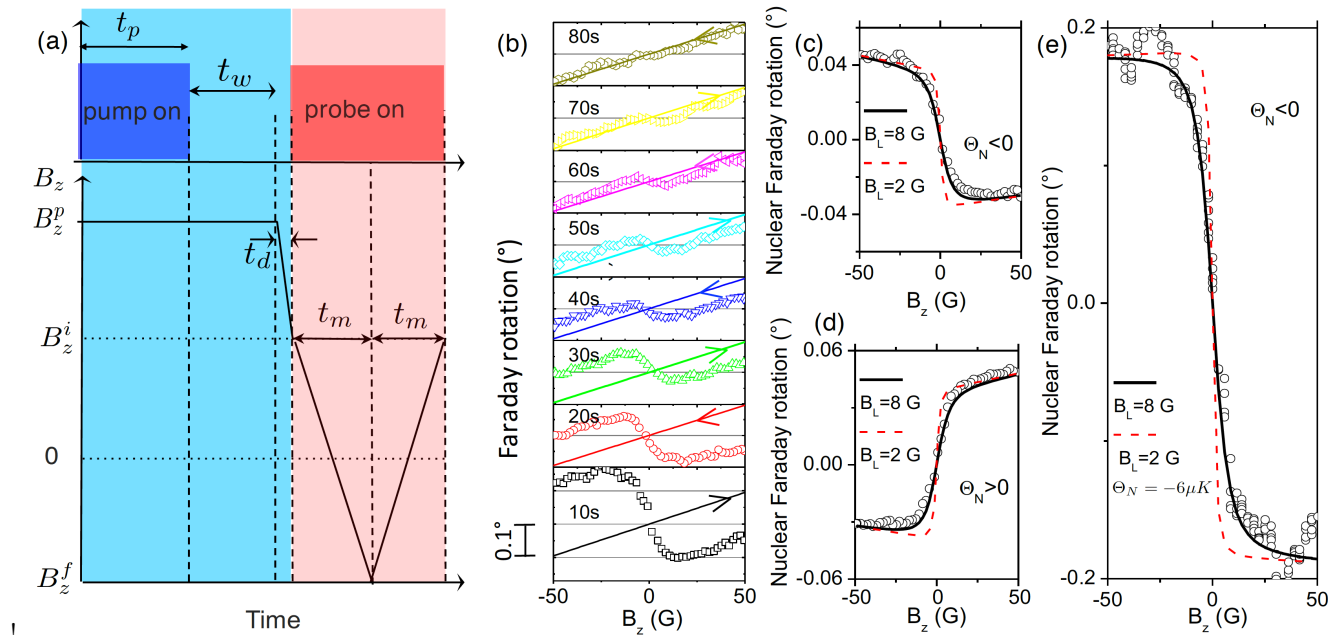 (a)
t_p
t_w
pump on
probe on
B_z
B_z^p
t_d
B_z^i
t_m
t_m
0
B_z^f
Time
(b)
80s
70s
60s
50s
40s
30s
20s
10s
Faraday rotation (°)
0.1°
-50
0
50
B_z (G)
(c)
Nuclear Faraday rotation (°)
0.04
0.00
-0.04
B_L=8 G
B_L=2 G
Θ_N<0
-50
0
50
B_z (G)
(d)
Nuclear Faraday rotation (°)
0.06
0.00
-0.06
B_L=8 G
B_L=2 G
Θ_N>0
-50
0
50
B_z (G)
(e)
Nuclear Faraday rotation (°)
0.2
0.0
-0.2
Θ_N<0
B_L=8 G
B_L=2 G
Θ_N = −6μK
-50
0
50
B_z (G)